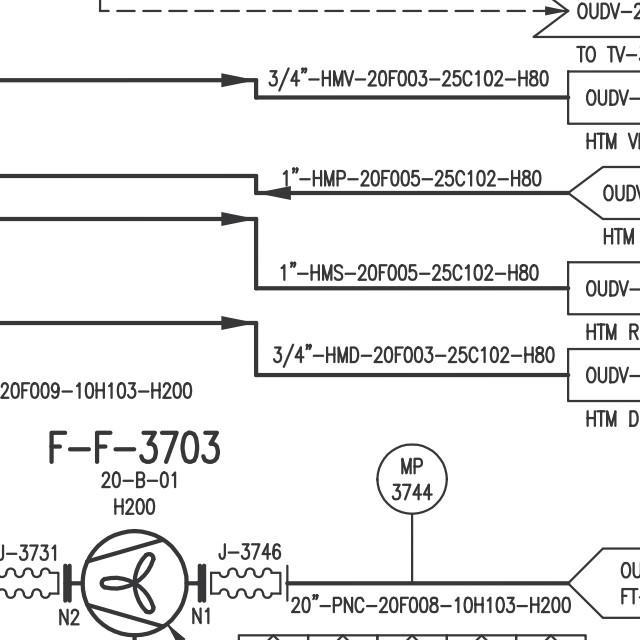 OUDV-2
TO TV-
3/4”-HMV-20F003-25C102-H80
OUDV-
HTM V
1”-HMP-20F005-25C102-H80
OUDV
HTM
1”-HMS-20F005-25C102-H80
OUDV-
HTM R
3/4”-HMD-20F003-25C102-H80
OUDV-
HTM D
20F009-10H103-H200
F-F-3703
20-B-01
H200
MP
3744
J-3731
J-3746
N2
N1
20”-PNC-20F008-10H103-H200
OU
FT-